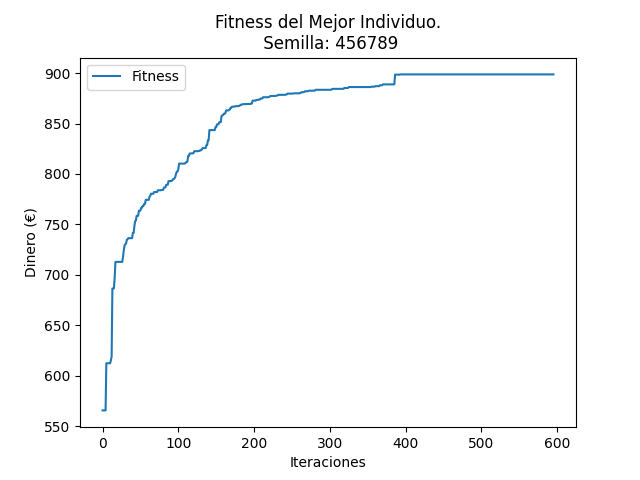 Fitness del Mejor Individuo.
Semilla: 456789
Fitness
900
850
800
750
700
650
600
550
Dinero (€)
0 100 200 300 400 500 600
Iteraciones